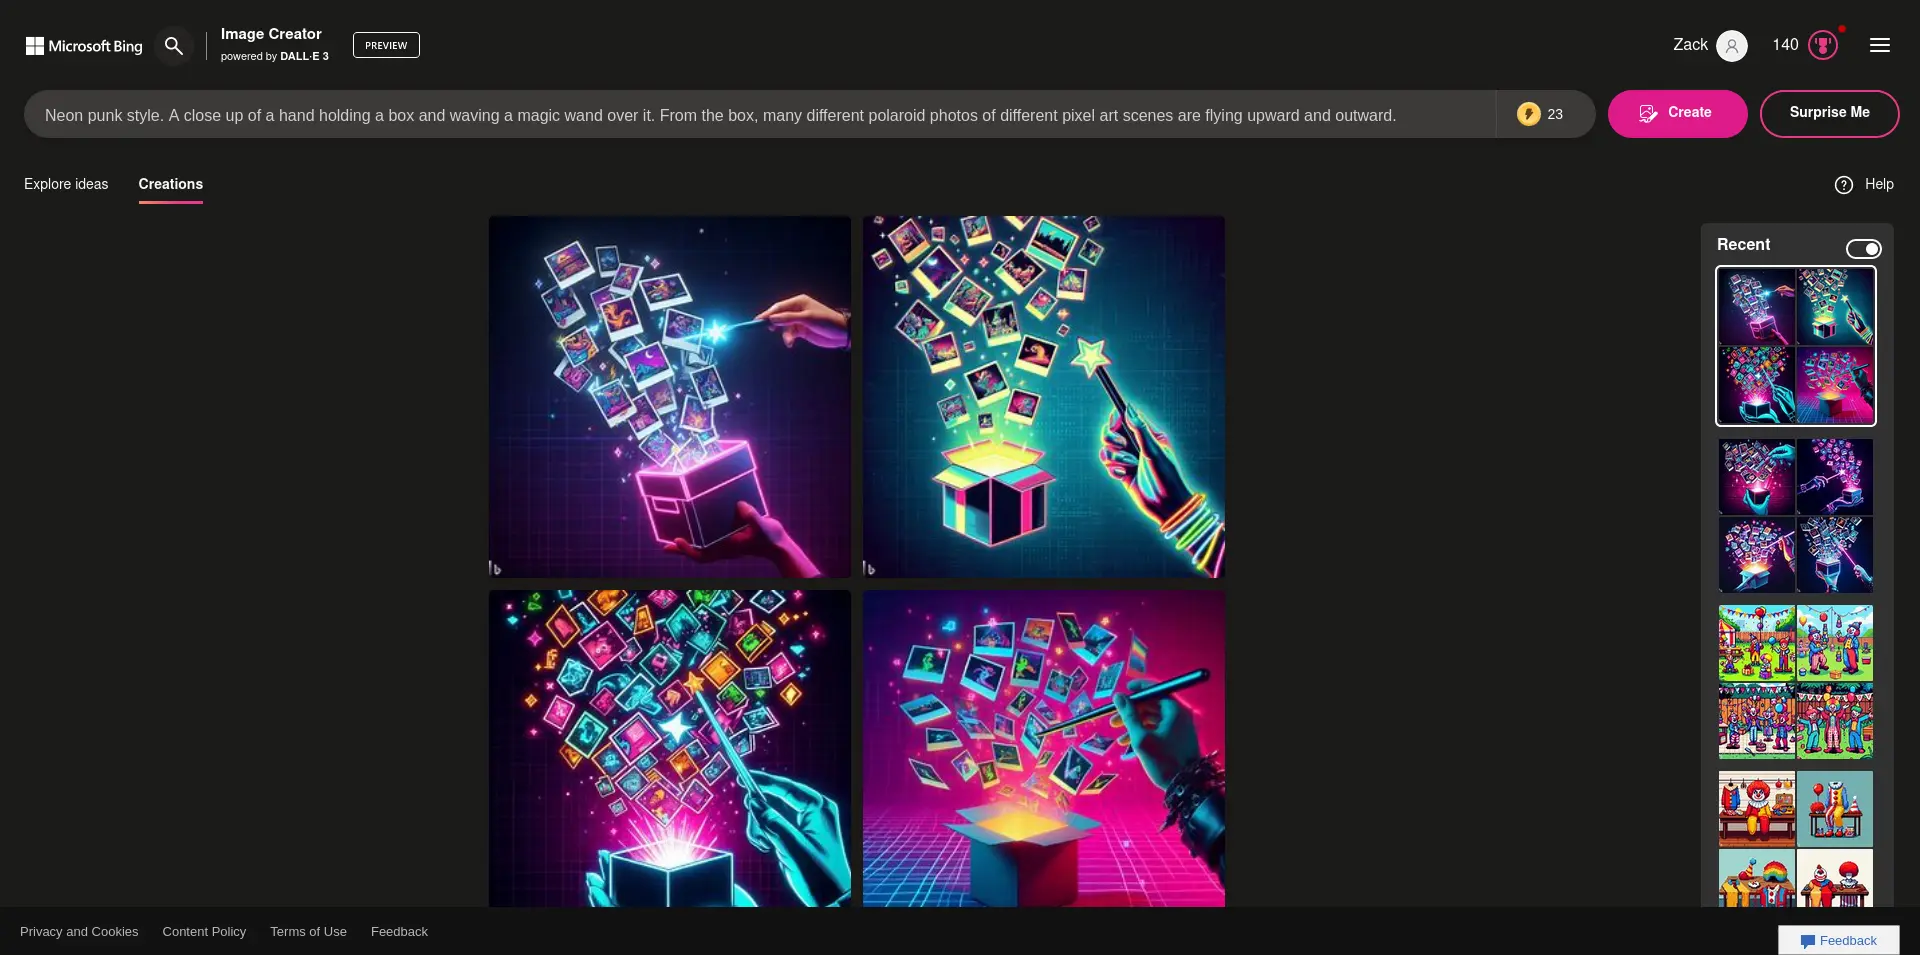 Microsoft Bing
Image Creator
powered by DALL·E 3
PREVIEW
Zack
140
Neon punk style. A close up of a hand holding a box and waving a magic wand over it. From the box, many different polaroid photos of different pixel art scenes are flying upward and outward.
23
Create
Surprise Me
Explore ideas
Creations
Help
Recent
Privacy and Cookies
Content Policy
Terms of Use
Feedback
Feedback